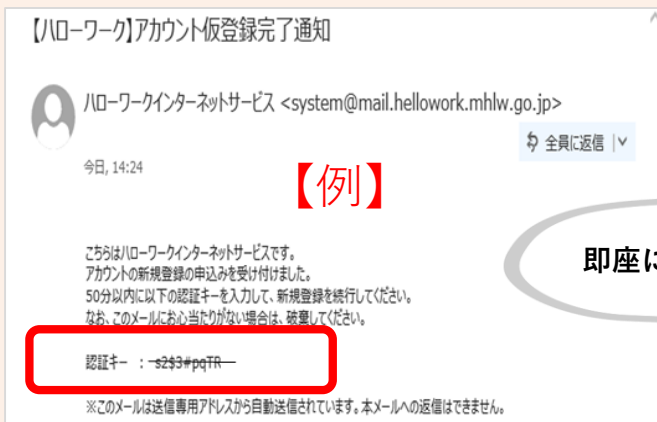 【ハローワーク】アカウント仮登録完了通知
ハローワークインターネットサービス <system@mail.hellowork.mhlw.go.jp>
全員に返信
今日, 14:24
【例】
こちらはハローワークインターネットサービスです。
アカウントの新規登録の申込みを受け付けました。
50分以内に以下の認証キーを入力して、新規登録を続行してください。
なお、このメールにお心当たりがない場合は、破棄してください。
即座に
認証キー : s2$3#pqTR
※このメールは送信専用アドレスから自動送信されています。本メールへの返信はできません。